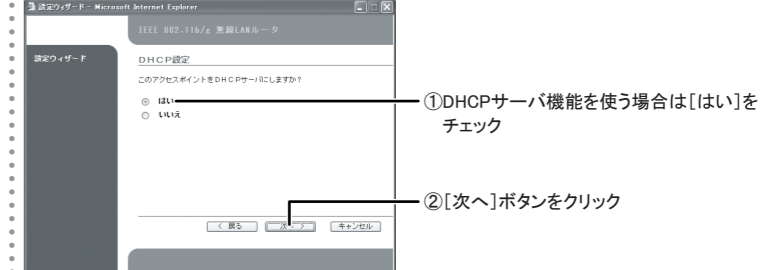 設定ウィザード - Microsoft Internet Explorer
IEEE 802.11b/g 無線LANルータ
設定ウィザード
DHCP設定
このアクセスポイントをDHCPサーバにしますか?
はい
いいえ
①DHCPサーバ機能を使う場合は[はい]を
チェック
②[次へ]ボタンをクリック
< 戻る
次へ >
キャンセル